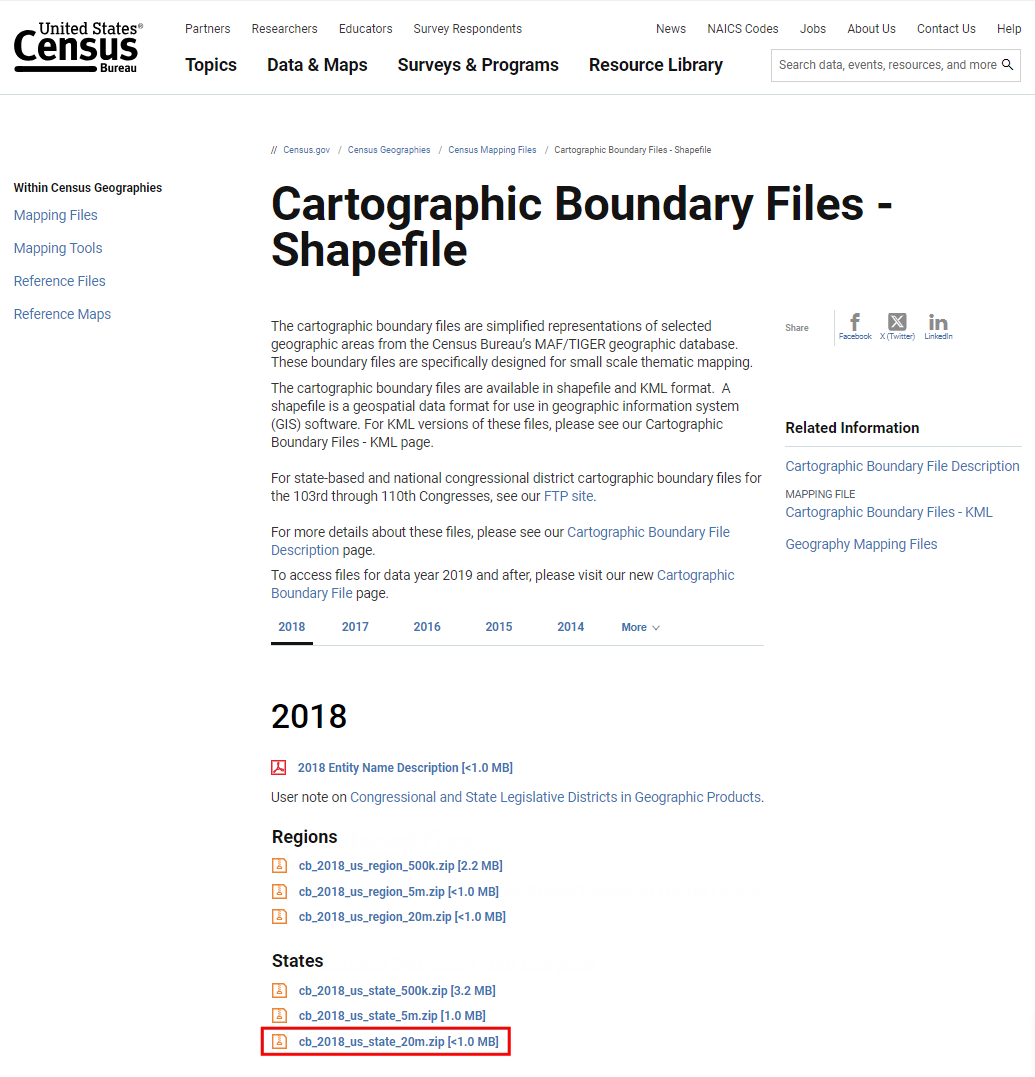 United States®
Census
Bureau
Partners Researchers Educators Survey Respondents
News NAICS Codes Jobs About Us Contact Us Help
Topics Data & Maps Surveys & Programs Resource Library
Search data, events, resources, and more
// Census.gov / Census Geographies / Census Mapping Files / Cartographic Boundary Files - Shapefile
Within Census Geographies
Mapping Files
Mapping Tools
Reference Files
Reference Maps
Cartographic Boundary Files -
Shapefile
The cartographic boundary files are simplified representations of selected
geographic areas from the Census Bureau's MAF/TIGER geographic database.
These boundary files are specifically designed for small scale thematic mapping.
The cartographic boundary files are available in shapefile and KML format. A
shapefile is a geospatial data format for use in geographic information system
(GIS) software. For KML versions of these files, please see our Cartographic
Boundary Files - KML page.
For state-based and national congressional district cartographic boundary files for
the 103rd through 110th Congresses, see our FTP site.
For more details about these files, please see our Cartographic Boundary File
Description page.
To access files for data year 2019 and after, please visit our new Cartographic
Boundary File page.
Share
Facebook X (Twitter) LinkedIn
Related Information
Cartographic Boundary File Description
MAPPING FILE
Cartographic Boundary Files - KML
Geography Mapping Files
2018 2017 2016 2015 2014 More
2018
2018 Entity Name Description [<1.0 MB]
User note on Congressional and State Legislative Districts in Geographic Products.
Regions
cb_2018_us_region_500k.zip [2.2 MB]
cb_2018_us_region_5m.zip [<1.0 MB]
cb_2018_us_region_20m.zip [<1.0 MB]
States
cb_2018_us_state_500k.zip [3.2 MB]
cb_2018_us_state_5m.zip [1.0 MB]
cb_2018_us_state_20m.zip [<1.0 MB]